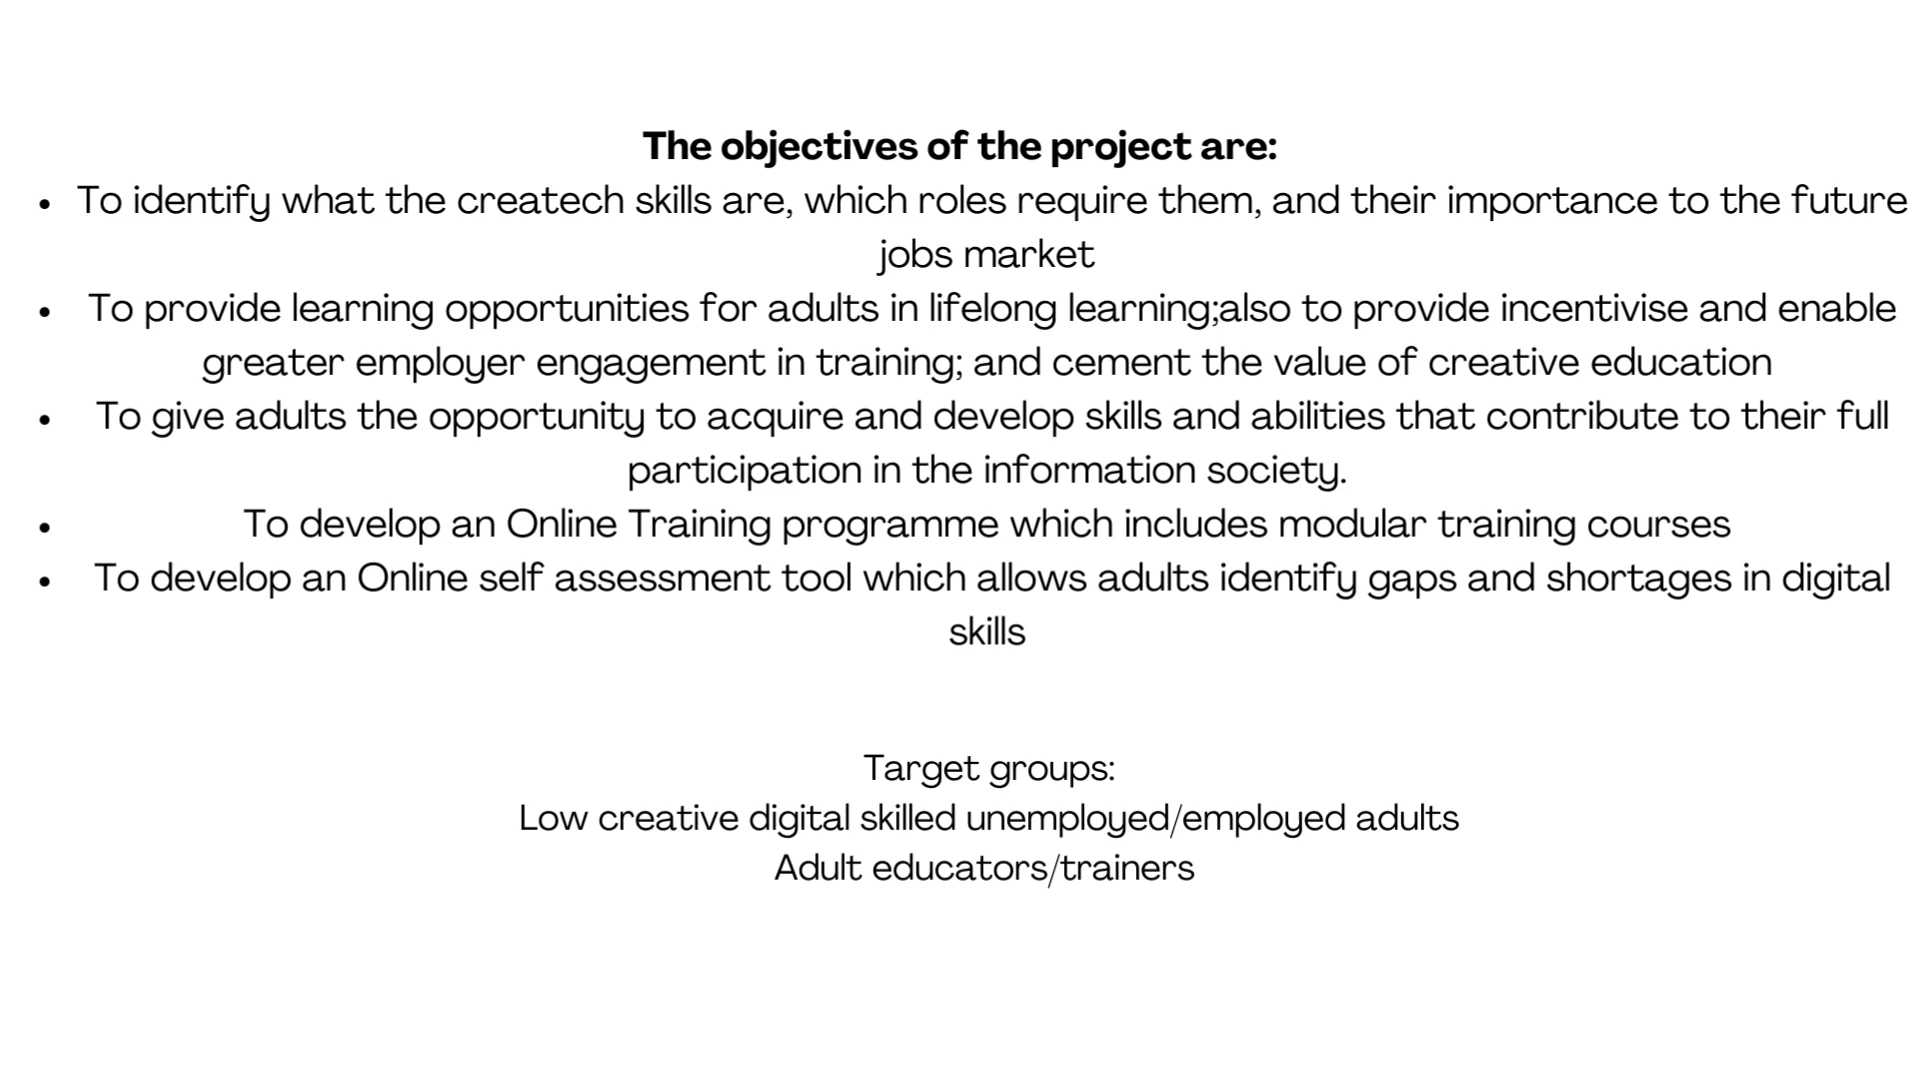 The objectives of the project are:
• To identify what the createch skills are, which roles require them, and their importance to the future
jobs market
• To provide learning opportunities for adults in lifelong learning;also to provide incentivise and enable
greater employer engagement in training; and cement the value of creative education
• To give adults the opportunity to acquire and develop skills and abilities that contribute to their full
participation in the information society.
• To develop an Online Training programme which includes modular training courses
• To develop an Online self assessment tool which allows adults identify gaps and shortages in digital
skills
Target groups:
Low creative digital skilled unemployed/employed adults
Adult educators/trainers